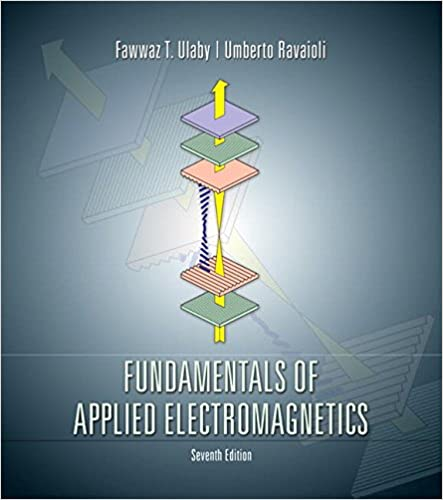 Fawwaz T. Ulaby | Umberto Ravaioli
FUNDAMENTALS OF
APPLIED ELECTROMAGNETICS
Seventh Edition